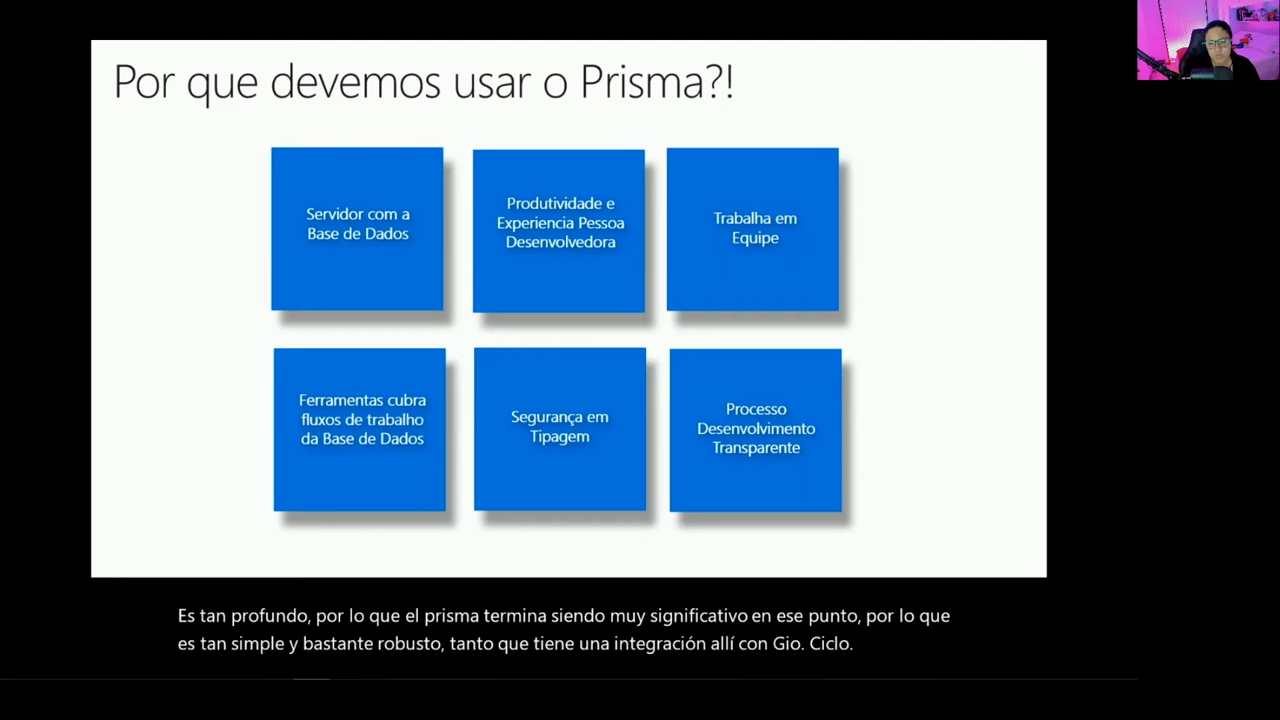 Por que devemos usar o Prisma?!
Servidor com a
Base de Dados
Produtividade e
Experiencia Pessoa
Desenvolvedora
Trabalha em
Equipe
Ferramentas cubra
fluxos de trabalho
da Base de Dados
Segurança em
Tipagem
Processo
Desenvolvimento
Transparente
Es tan profundo, por lo que el prisma termina siendo muy significativo en ese punto, por lo que
es tan simple y bastante robusto, tanto que tiene una integración allí con Gio. Ciclo.